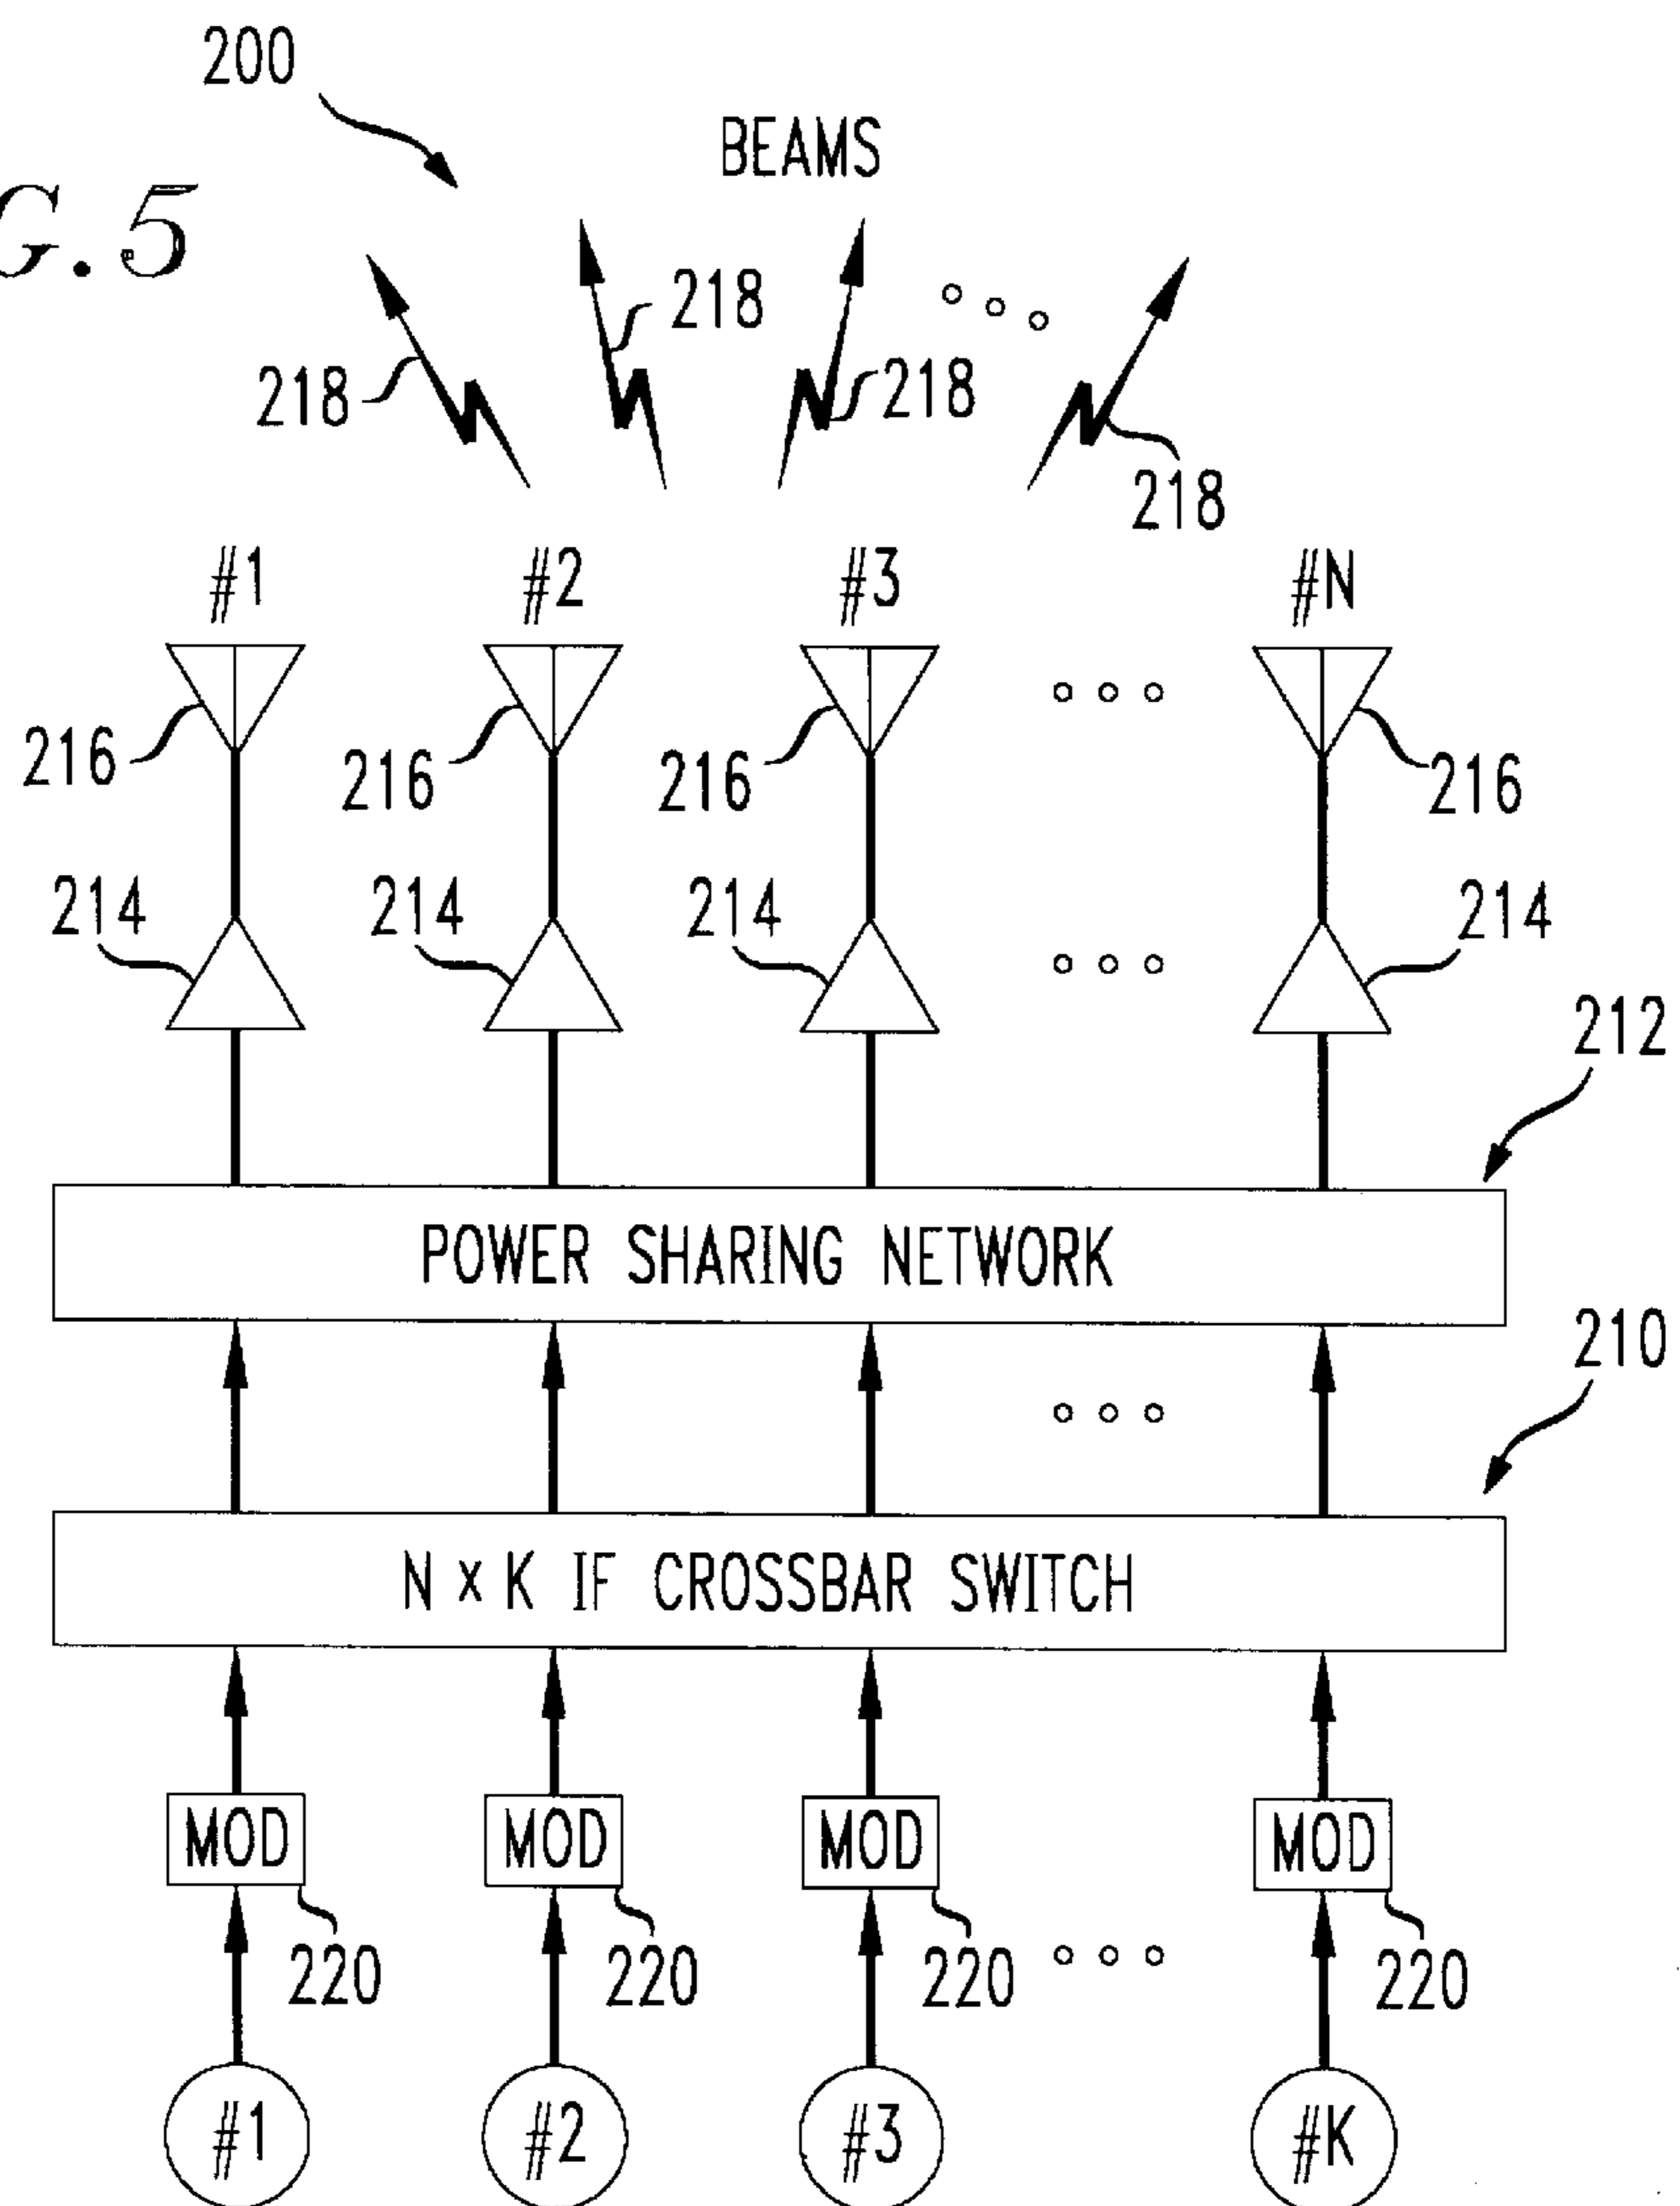 200
BEAMS
G.5
218
218
218
218
#1 #2 #3 #N
216 216 216 216
214 214 214 214
212
POWER SHARING NETWORK
210
N x K IF CROSSBAR SWITCH
MOD MOD MOD MOD
220 220 220 220
#1 #2 #3 #K